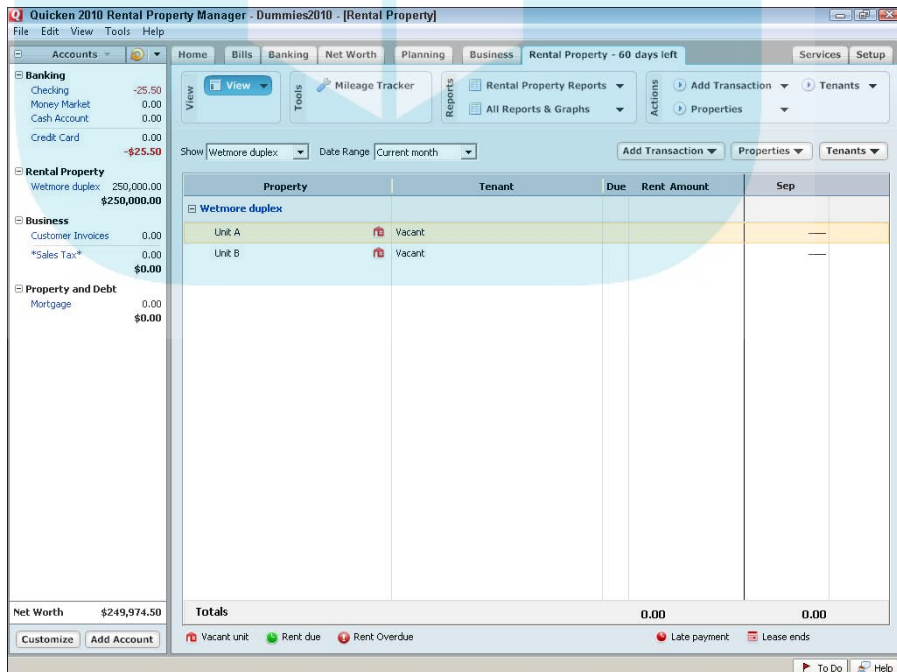 Quicken 2010 Rental Property Manager - Dummies2010 - [Rental Property]
File Edit View Tools Help
Accounts
Home Bills Banking Net Worth Planning Business Rental Property - 60 days left Services Setup
View
View
Tools
Mileage Tracker
Reports
Rental Property Reports
All Reports & Graphs
Actions
Add Transaction
Tenants
Properties
Show Wetmore duplex Date Range Current month
Add Transaction Properties Tenants
Banking
Checking -25.50
Money Market 0.00
Cash Account 0.00
Credit Card 0.00
-$25.50
Rental Property
Wetmore duplex 250,000.00
$250,000.00
Business
Customer Invoices 0.00
*Sales Tax* 0.00
$0.00
Property and Debt
Mortgage 0.00
$0.00
Net Worth $249,974.50
Customize Add Account
Property Tenant Due Rent Amount Sep
Wetmore duplex
Unit A Vacant
Unit B Vacant
Totals 0.00 0.00
Vacant unit Rent due Rent Overdue Late payment Lease ends
To Do Help